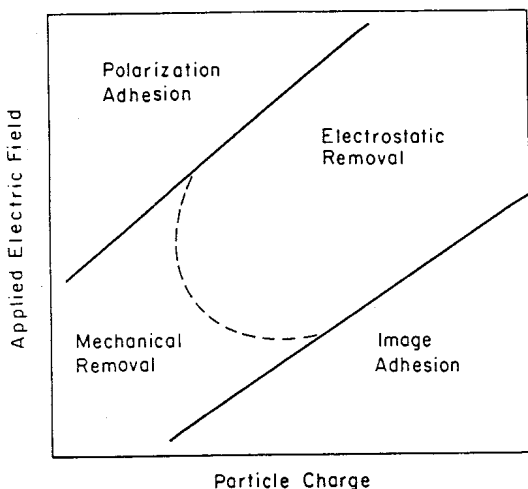 Applied Electric Field
Polarization
Adhesion
Electrostatic
Removal
Mechanical
Removal
Image
Adhesion
Particle Charge